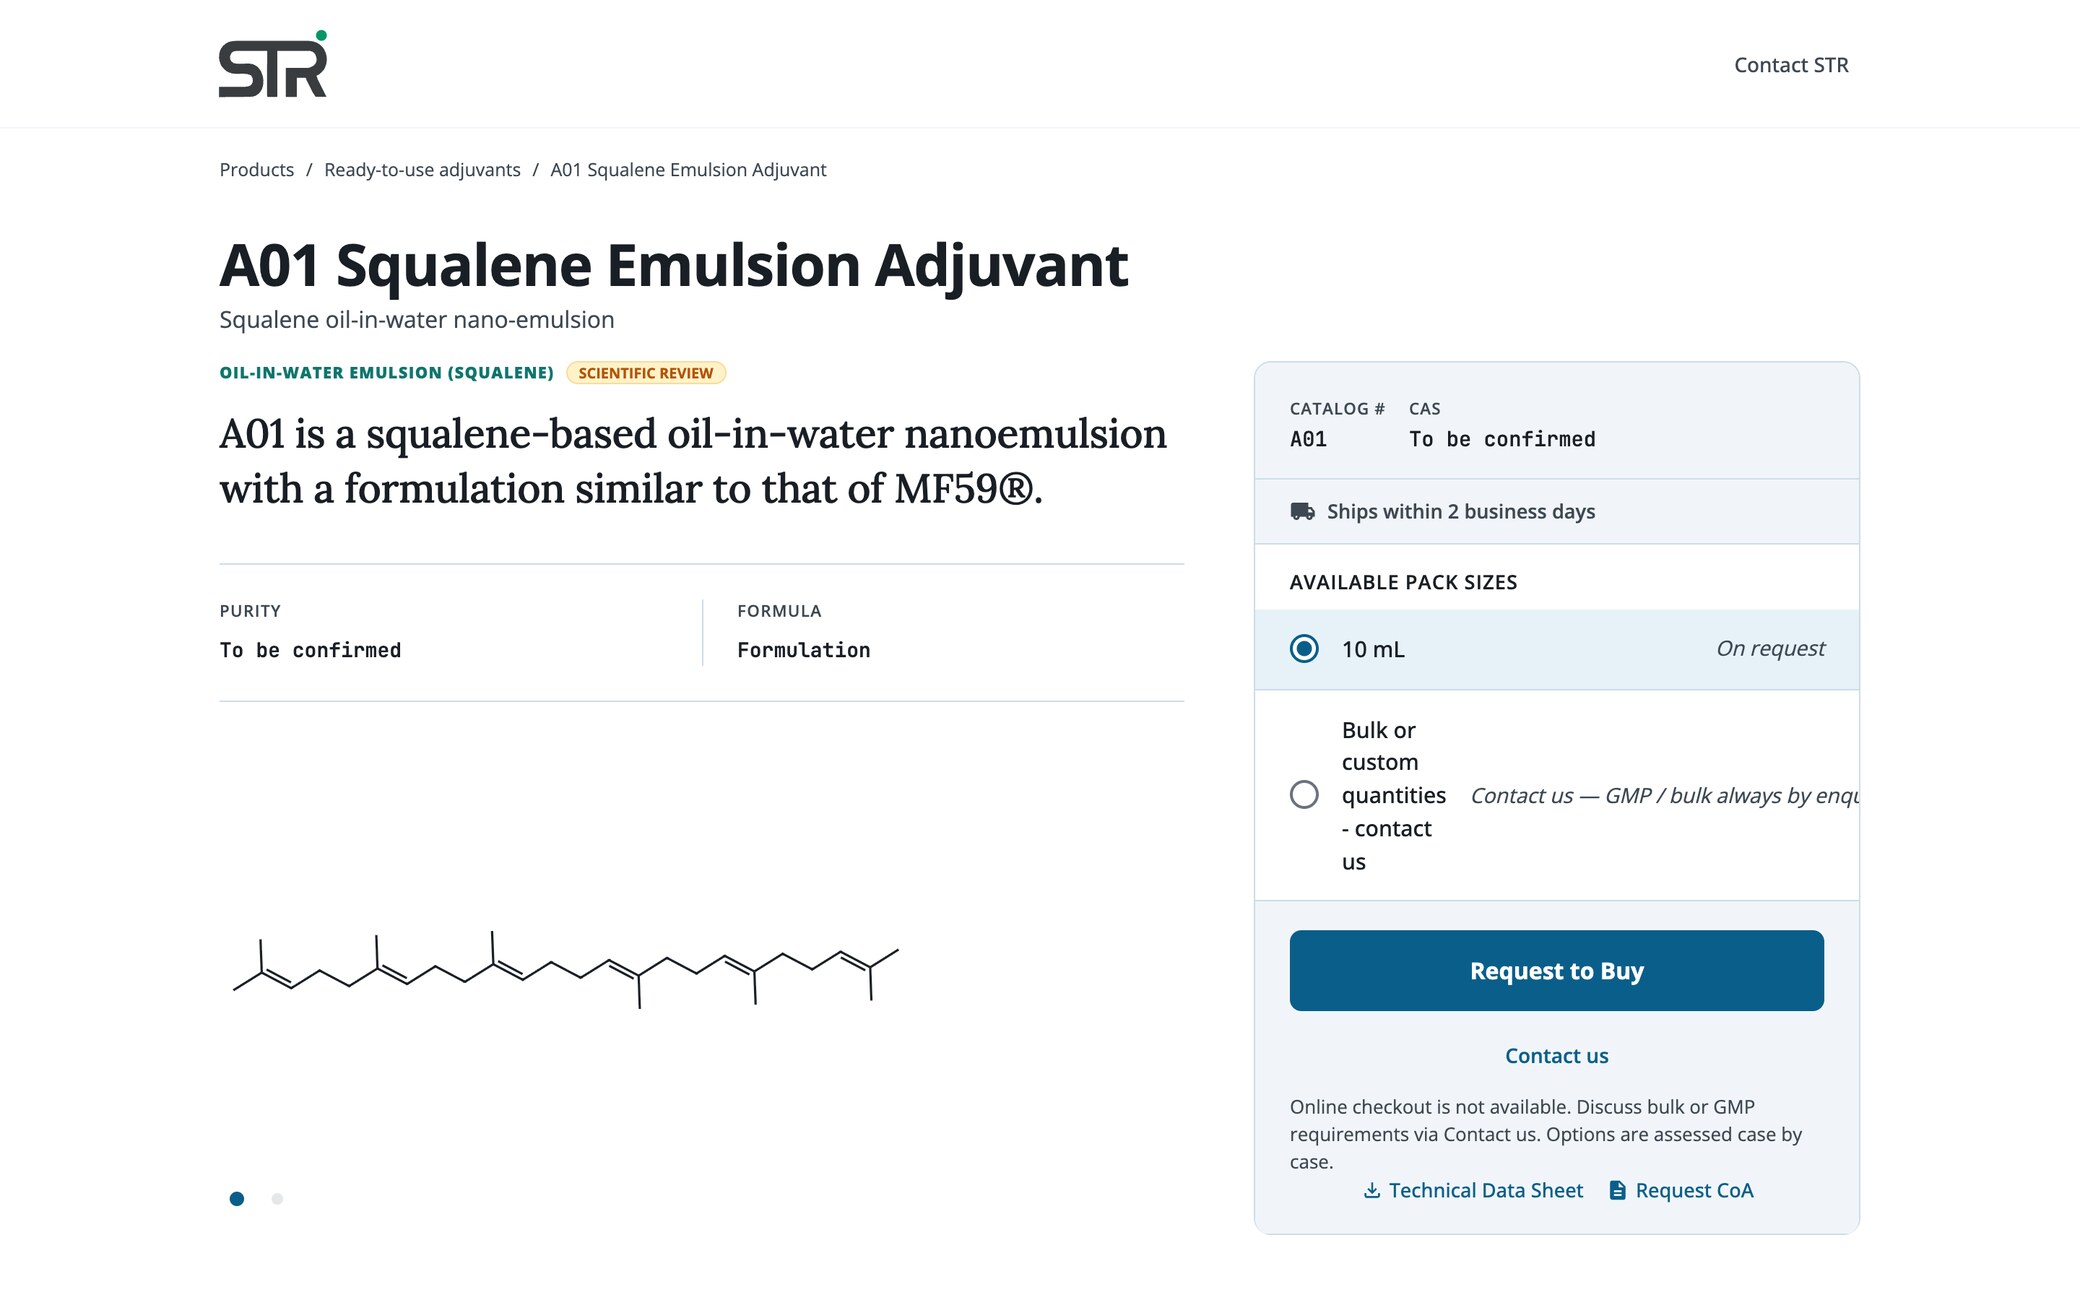 STR
Contact STR
Products / Ready-to-use adjuvants / A01 Squalene Emulsion Adjuvant
A01 Squalene Emulsion Adjuvant
Squalene oil-in-water nano-emulsion
OIL-IN-WATER EMULSION (SQUALENE) SCIENTIFIC REVIEW
A01 is a squalene-based oil-in-water nanoemulsion
with a formulation similar to that of MF59®.
PURITY
To be confirmed
FORMULA
Formulation
CATALOG #
A01
CAS
To be confirmed
Ships within 2 business days
AVAILABLE PACK SIZES
10 mL On request
Bulk or
custom
quantities
- contact
us
Contact us — GMP / bulk always by enqu
Request to Buy
Contact us
Online checkout is not available. Discuss bulk or GMP
requirements via Contact us. Options are assessed case by
case.
Technical Data Sheet Request CoA